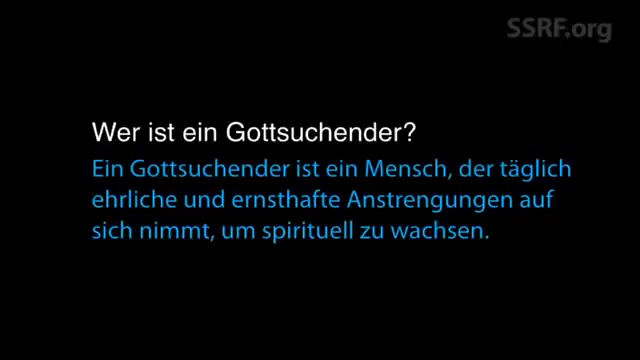 SSRF.org
Wer ist ein Gottsuchender?
Ein Gottsuchender ist ein Mensch, der täglich
ehrliche und ernsthafte Anstrengungen auf
sich nimmt, um spirituell zu wachsen.